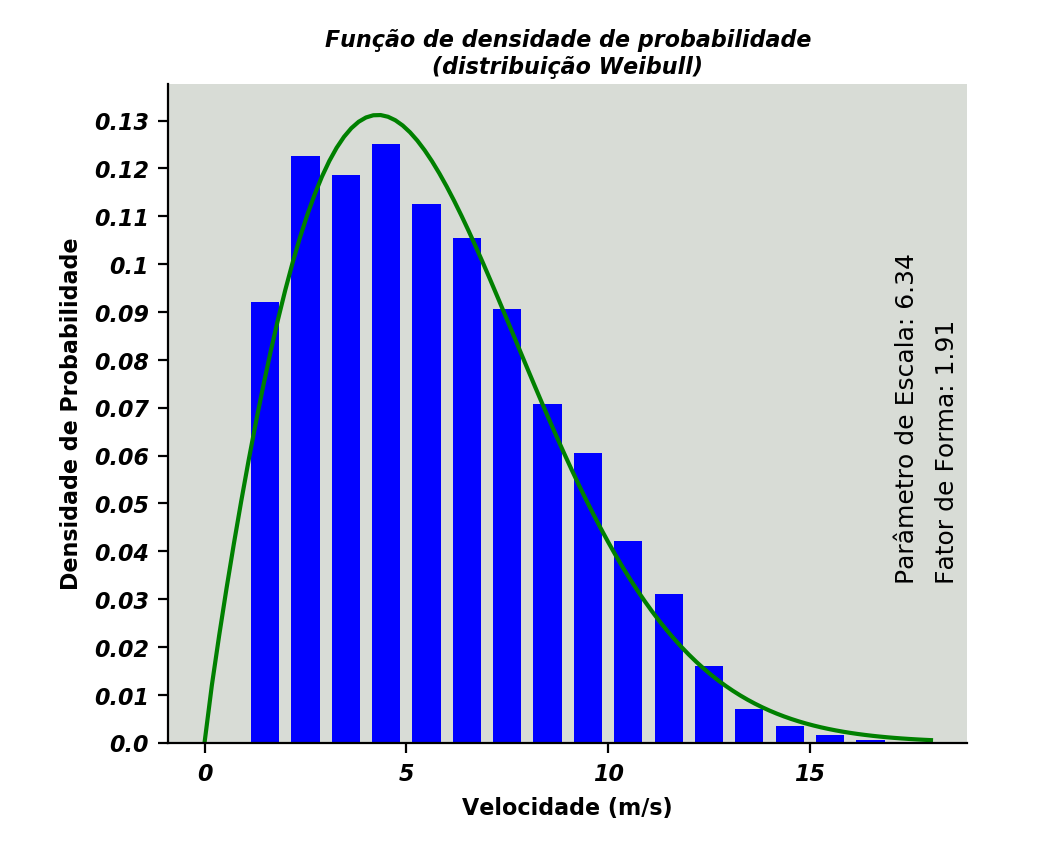 Função de densidade de probabilidade
(distribuição Weibull)
Densidade de Probabilidade
0.13
0.12
0.11
0.1
0.09
0.08
0.07
0.06
0.05
0.04
0.03
0.02
0.01
0.0
Parâmetro de Escala: 6.34
Fator de Forma: 1.91
0 5 10 15
Velocidade (m/s)